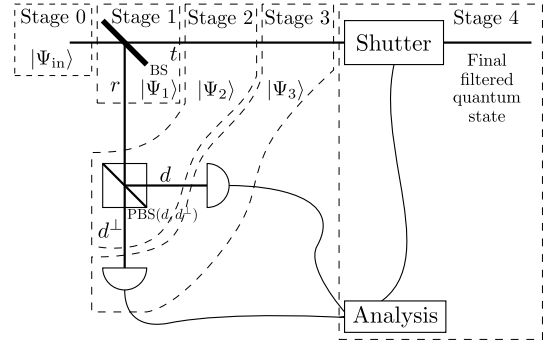 Stage 0 Stage 1 Stage 2 Stage 3 Stage 4
t Shutter
|Ψin⟩ BS
r |Ψ1⟩ |Ψ2⟩ |Ψ3⟩
Final
filtered
quantum
state
d
PBS(d, d⊥)
d⊥
Analysis